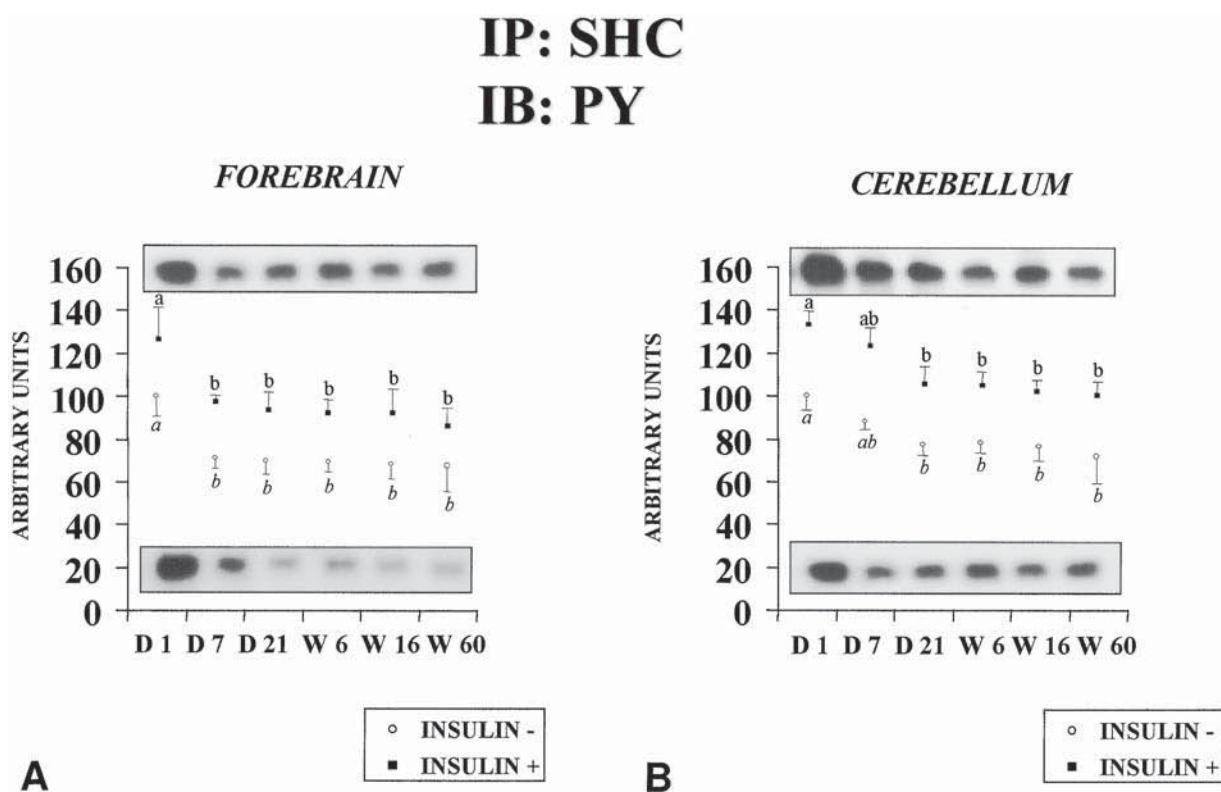 IP: SHC
IB: PY
FOREBRAIN
ARBITRARY UNITS
160
140
120
100
80
60
40
20
0
a
b
b
b
b
b
a
b
b
b
b
b
D 1 D 7 D 21 W 6 W 16 W 60
INSULIN -
INSULIN +
A
CEREBELLUM
ARBITRARY UNITS
160
140
120
100
80
60
40
20
0
a
ab
b
b
b
b
a
ab
b
b
b
b
D 1 D 7 D 21 W 6 W 16 W 60
INSULIN -
INSULIN +
B